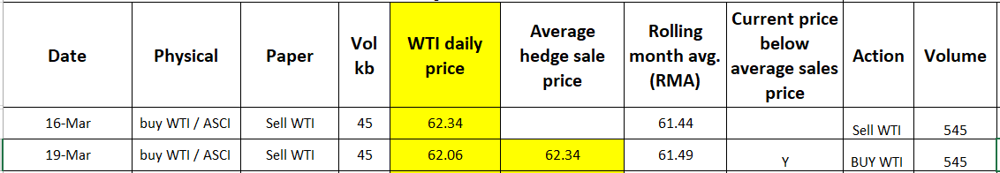 Date Physical Paper Vol kb WTI daily price Average hedge sale price Rolling month avg. (RMA) Current price below average sales price Action Volume
16-Mar buy WTI / ASCI Sell WTI 45 62.34 61.44 Sell WTI 545
19-Mar buy WTI / ASCI Sell WTI 45 62.06 62.34 61.49 Y BUY WTI 545